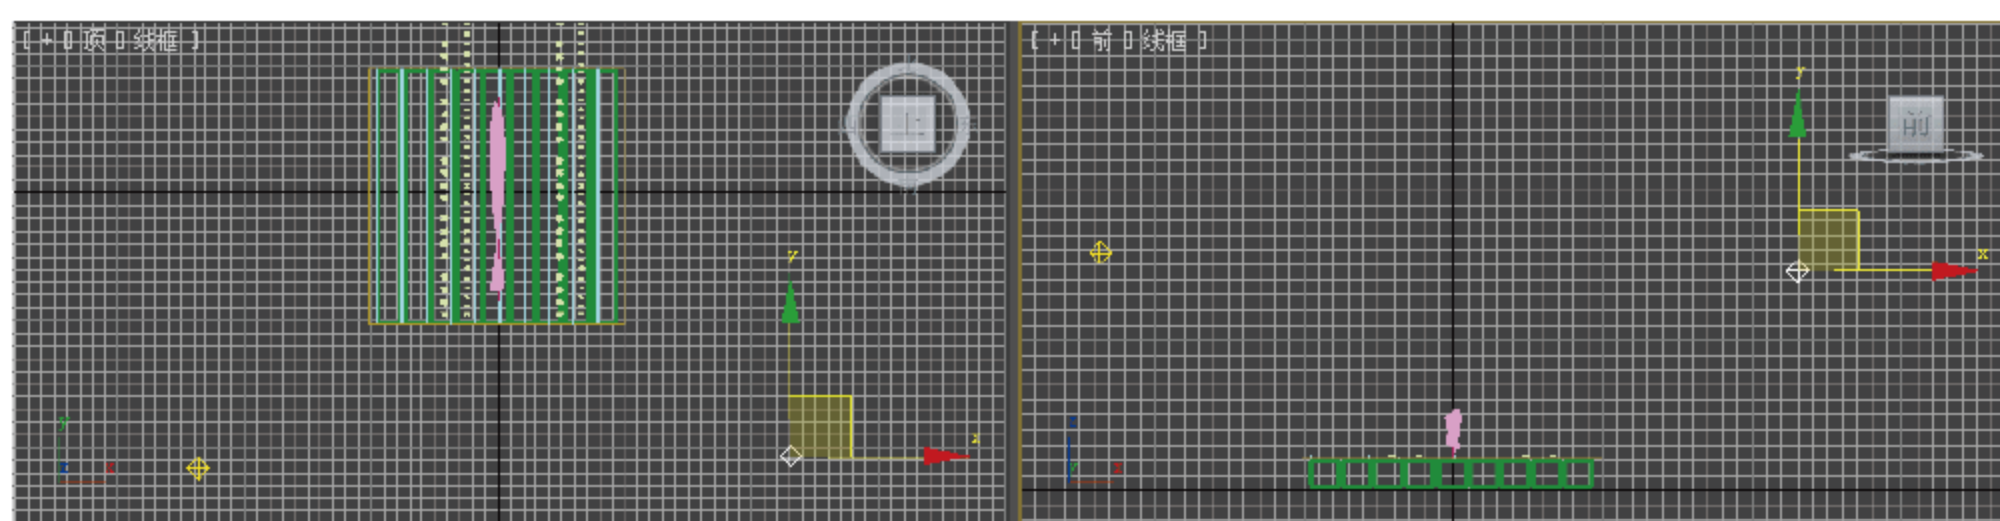 [ + ▯ 顶 ▯ 线框 ]
[ + ▯ 前 ▯ 线框 ]
上
前
y
x
y
x
y
z
x
z
y
x